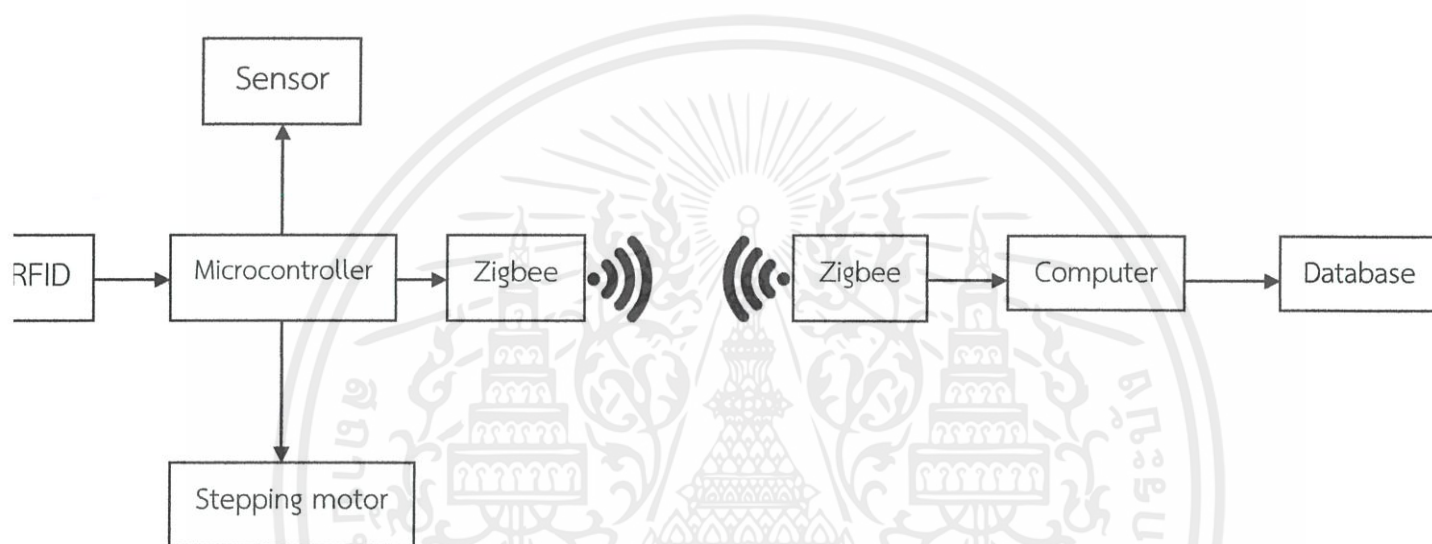 Sensor
RFID
Microcontroller
Zigbee
Zigbee
Computer
Database
Stepping motor